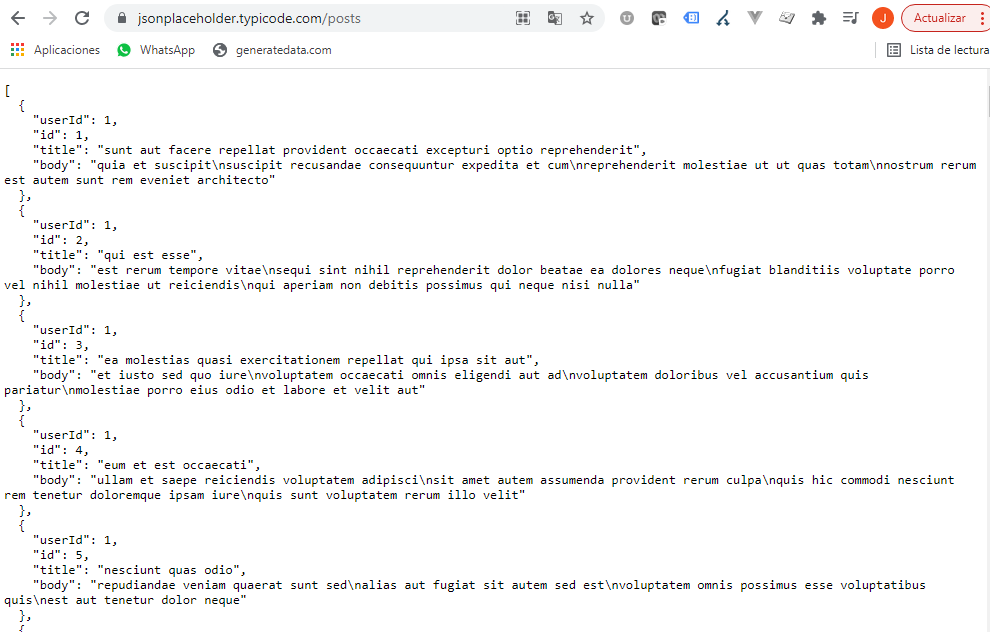 jsonplaceholder.typicode.com/posts
J
Actualizar
Aplicaciones
WhatsApp
generatedata.com
Lista de lectura
[
  {
    "userId": 1,
    "id": 1,
    "title": "sunt aut facere repellat provident occaecati excepturi optio reprehenderit",
    "body": "quia et suscipit\nsuscipit recusandae consequuntur expedita et cum\nreprehenderit molestiae ut ut quas totam\nnostrum rerum
est autem sunt rem eveniet architecto"
  },
  {
    "userId": 1,
    "id": 2,
    "title": "qui est esse",
    "body": "est rerum tempore vitae\nsequi sint nihil reprehenderit dolor beatae ea dolores neque\nfugiat blanditiis voluptate porro
vel nihil molestiae ut reiciendis\nqui aperiam non debitis possimus qui neque nisi nulla"
  },
  {
    "userId": 1,
    "id": 3,
    "title": "ea molestias quasi exercitationem repellat qui ipsa sit aut",
    "body": "et iusto sed quo iure\nvoluptatem occaecati omnis eligendi aut ad\nvoluptatem doloribus vel accusantium quis
pariatur\nmolestiae porro eius odio et labore et velit aut"
  },
  {
    "userId": 1,
    "id": 4,
    "title": "eum et est occaecati",
    "body": "ullam et saepe reiciendis voluptatem adipisci\nsit amet autem assumenda provident rerum culpa\nquis hic commodi nesciunt
rem tenetur doloremque ipsam iure\nquis sunt voluptatem rerum illo velit"
  },
  {
    "userId": 1,
    "id": 5,
    "title": "nesciunt quas odio",
    "body": "repudiandae veniam quaerat sunt sed\nalias aut fugiat sit autem sed est\nvoluptatem omnis possimus esse voluptatibus
quis\nest aut tenetur dolor neque"
  },
  {